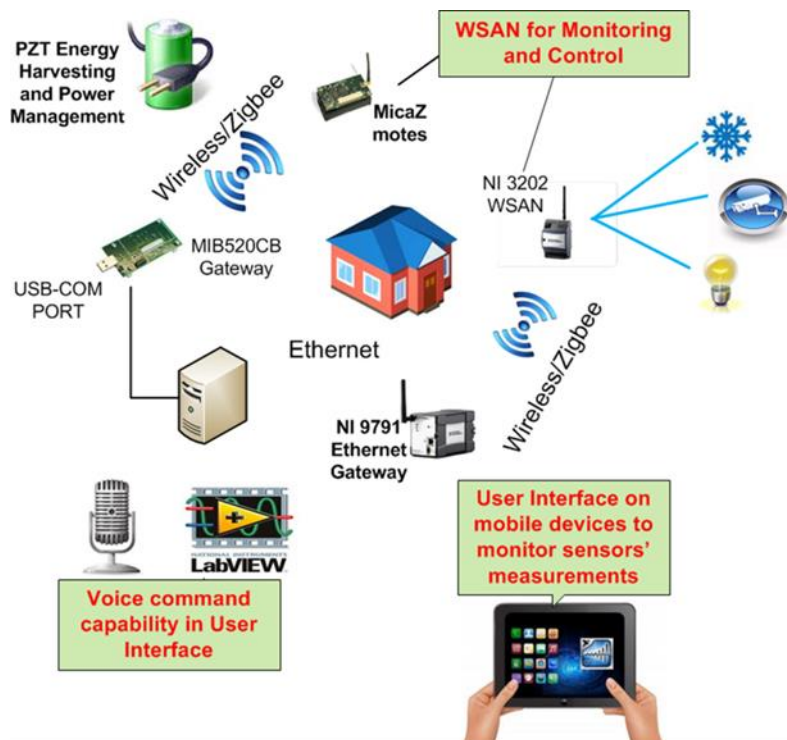 PZT Energy
Harvesting
and Power
Management
WSAN for Monitoring
and Control
MicaZ
motes
Wireless/Zigbee
NI 3202
WSAN
MIB520CB
Gateway
USB-COM
PORT
Ethernet
Wireless/Zigbee
NI 9791
Ethernet
Gateway
NATIONAL INSTRUMENTS
LabVIEW
Voice command
capability in User
Interface
User Interface on
mobile devices to
monitor sensors’
measurements